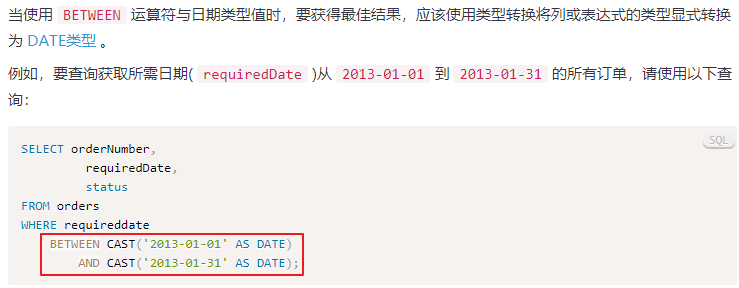 当使用 BETWEEN 运算符与日期类型值时，要获得最佳结果，应该使用类型转换将列或表达式的类型显式转换
为 DATE类型 。
例如，要查询获取所需日期( requiredDate )从 2013-01-01 到 2013-01-31 的所有订单，请使用以下查
询：
SQL
SELECT orderNumber,
requiredDate,
status
FROM orders
WHERE requireddate
BETWEEN CAST('2013-01-01' AS DATE)
AND CAST('2013-01-31' AS DATE);